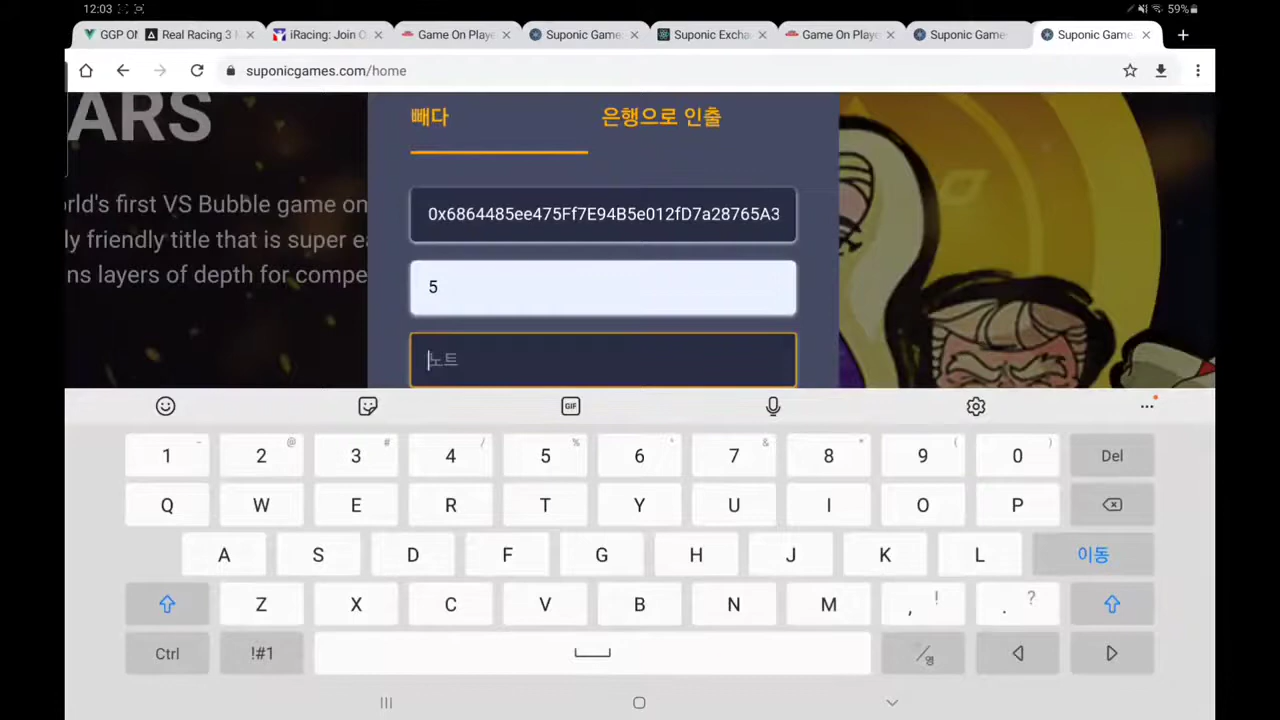 12:03 59%
GGP O Real Racing 3 iRacing: Join O Game On Playe Suponic Game Suponic Excha Game On Playe Suponic Game Suponic Game
suponicgames.com/home
ARS
빼다 은행으로 인출
orld's first VS Bubble game on
ly friendly title that is super ea
ns layers of depth for compe
0x6864485ee475Ff7E94B5e012fD7a28765A3
5
노트
GIF
- @ # / % ^ & * ( )
1 2 3 4 5 6 7 8 9 0 Del
Q W E R T Y U I O P
A S D F G H J K L 이동
Z X C V B N M , ! . ?
Ctrl !#1 /영